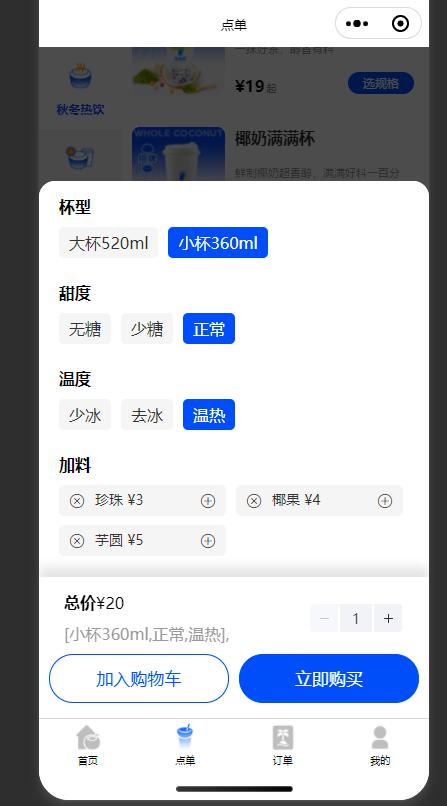 点单
一抹好茶，醇香有料
¥19起
选规格
秋冬热饮
WHOLE COCONUT
椰奶满满杯
鲜制椰奶超香醇，满满好料一百分
杯型
大杯520ml
小杯360ml
甜度
无糖
少糖
正常
温度
少冰
去冰
温热
加料
珍珠 ¥3
椰果 ¥4
芋圆 ¥5
总价¥20
1
[小杯360ml,正常,温热],
加入购物车
立即购买
首页
点单
订单
我的